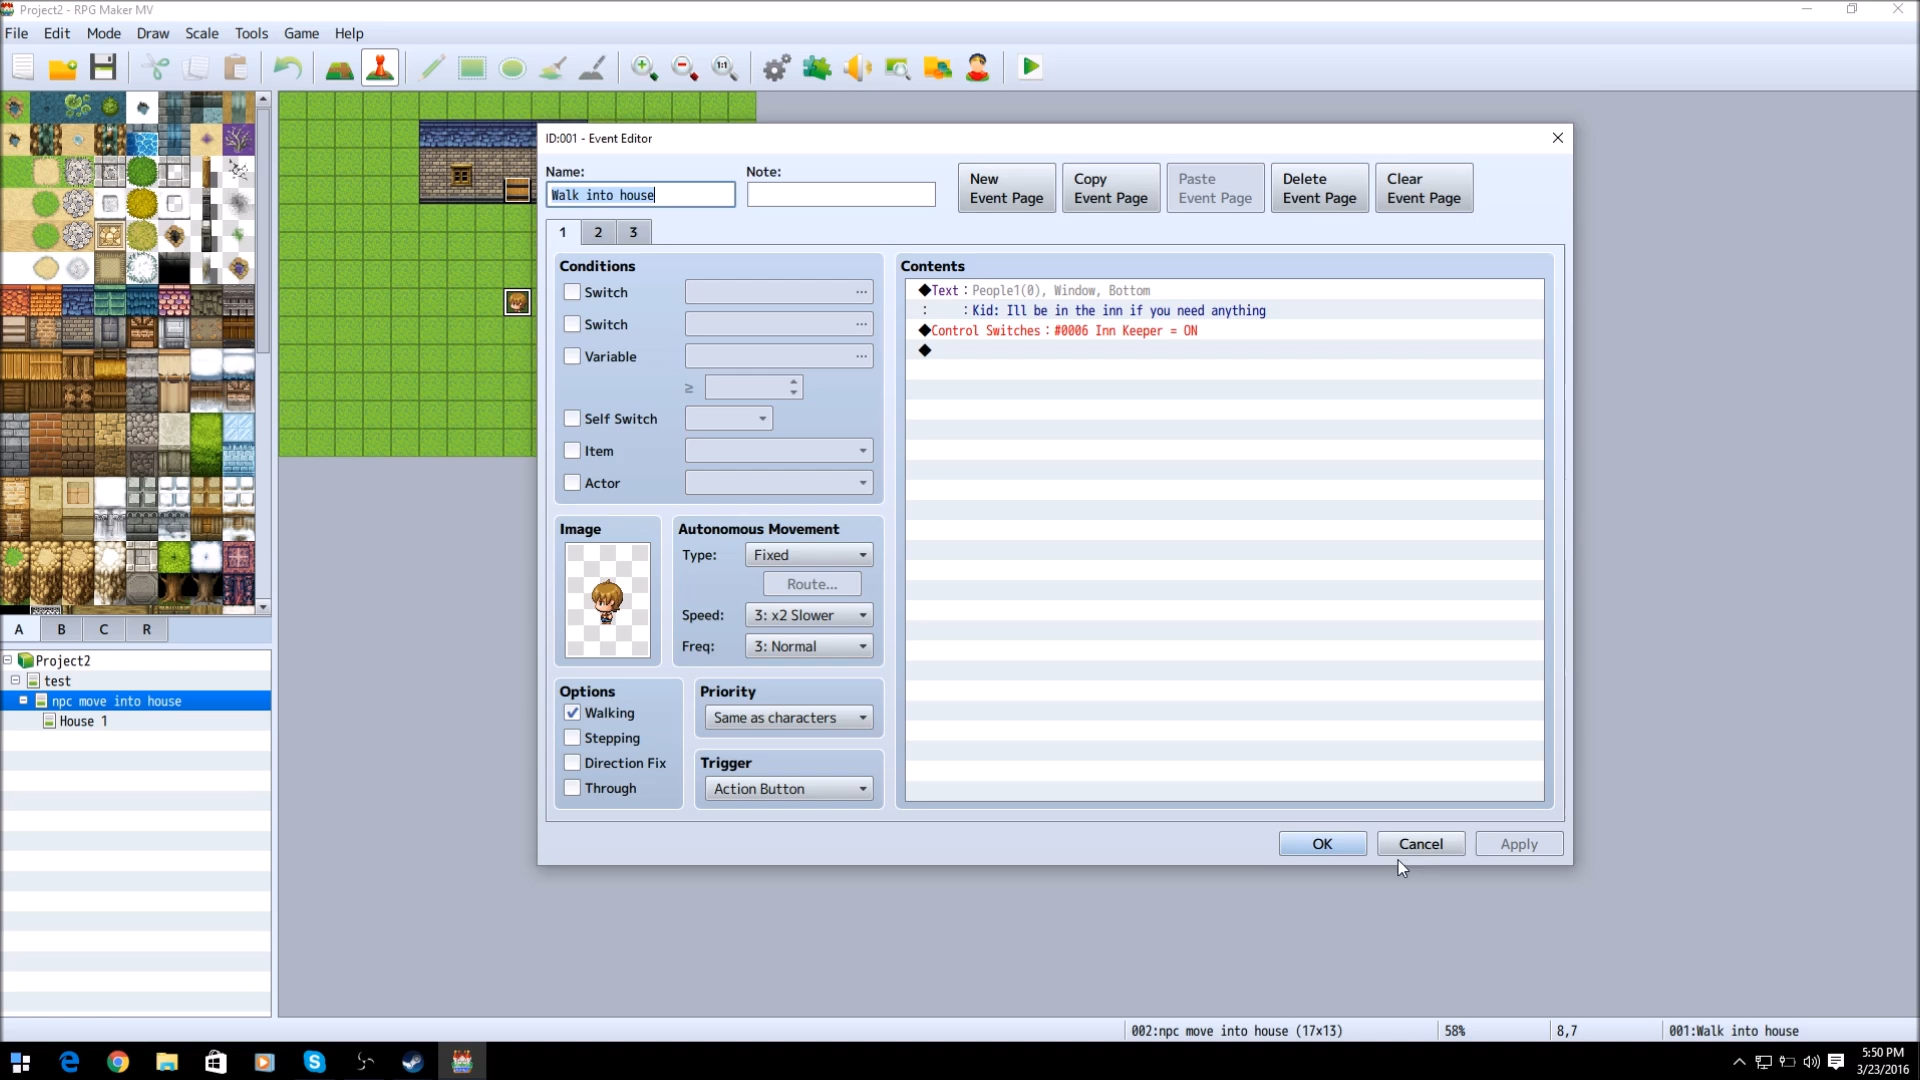 Project2 - RPG Maker MV
File Edit Mode Draw Scale Tools Game Help
1:1
ID:001 - Event Editor
Name:
Note:
Walk into house
New
Event Page
Copy
Event Page
Paste
Event Page
Delete
Event Page
Clear
Event Page
1 2 3
Conditions
Switch ...
Switch ...
Variable ...
≥
Self Switch
Item
Actor
Image
Autonomous Movement
Type: Fixed
Route...
Speed: 3: x2 Slower
Freq: 3: Normal
Options
Walking
Stepping
Direction Fix
Through
Priority
Same as characters
Trigger
Action Button
Contents
◆Text：People1(0), Window, Bottom
:    ：Kid: Ill be in the inn if you need anything
◆Control Switches：#0006 Inn Keeper = ON
◆
OK Cancel Apply
A B C R
Project2
test
npc move into house
House 1
002:npc move into house (17x13) 58% 8,7 001:Walk into house
5:50 PM
3/23/2016